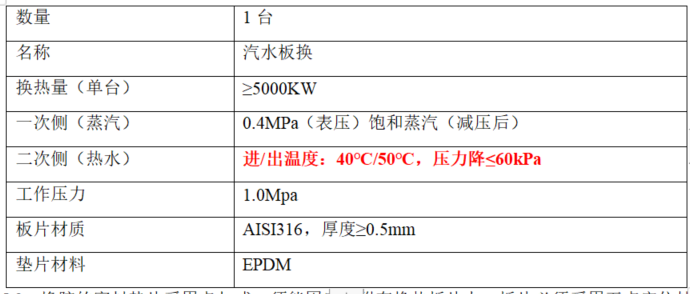 数量 1 台
名称 汽水板换
换热量（单台） ≥5000KW
一次侧（蒸汽） 0.4MPa（表压）饱和蒸汽（减压后）
二次侧（热水） 进/出温度：40℃/50℃，压力降≤60kPa
工作压力 1.0Mpa
板片材质 AISI316，厚度≥0.5mm
垫片材料 EPDM